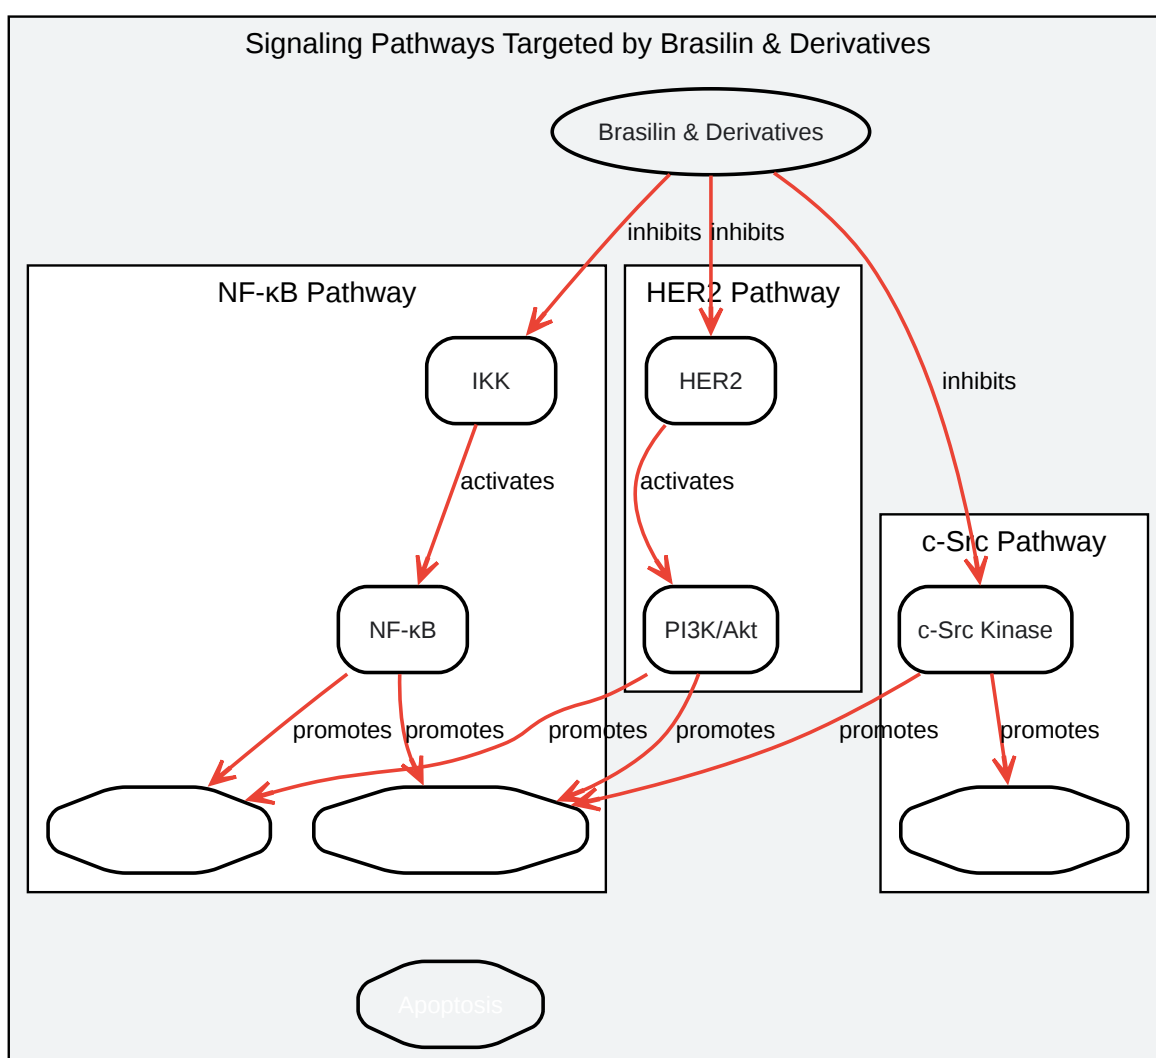 Signaling Pathways Targeted by Brasilin & Derivatives
Brasilin & Derivatives
inhibits
inhibits
NF-κB Pathway
HER2 Pathway
IKK
HER2
inhibits
activates
activates
c-Src Pathway
NF-κB
PI3K/Akt
c-Src Kinase
promotes
promotes
promotes
promotes
promotes
promotes
Apoptosis